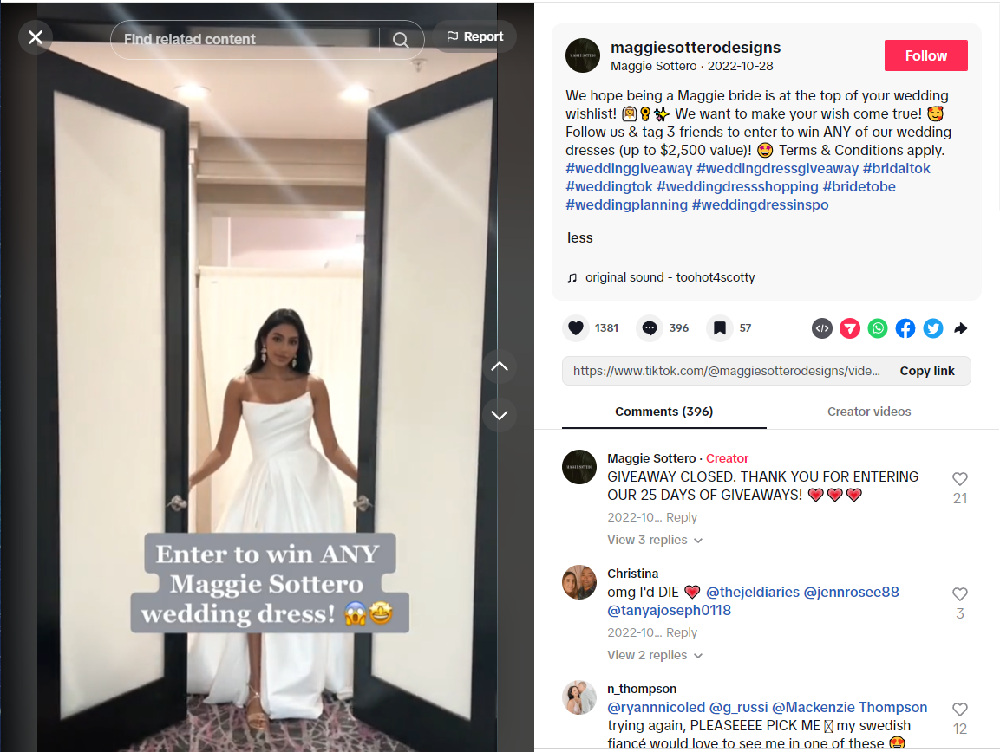 Find related content
Report
Enter to win ANY
Maggie Sottero
wedding dress! 😱🤩
MAGGIE SOTTERO
maggiesotterodesigns
Maggie Sottero · 2022-10-28
Follow
We hope being a Maggie bride is at the top of your wedding
wishlist! 👰‍♀️✨ We want to make your wish come true! 🥰
Follow us & tag 3 friends to enter to win ANY of our wedding
dresses (up to $2,500 value)! 🤩 Terms & Conditions apply.
#weddinggiveaway #weddingdressgiveaway #bridaltok
#weddingtok #weddingdressshopping #bridetobe
#weddingplanning #weddingdressinspo
less
original sound - toohot4scotty
1381
396
57
https://www.tiktok.com/@maggiesotterodesigns/vide...
Copy link
Comments (396)
Creator videos
MAGGIE SOTTERO
Maggie Sottero · Creator
GIVEAWAY CLOSED. THANK YOU FOR ENTERING
OUR 25 DAYS OF GIVEAWAYS! 💗💗💗
21
2022-10... Reply
View 3 replies
Christina
omg I'd DIE 💗 @thejeldiaries @jennrosee88
@tanyajoseph0118
3
2022-10... Reply
View 2 replies
n_thompson
@ryannnicoled @g_russi @Mackenzie Thompson
trying again, PLEASEEEE PICK ME my swedish
12
fiancé would love to see me in one of these 🤩